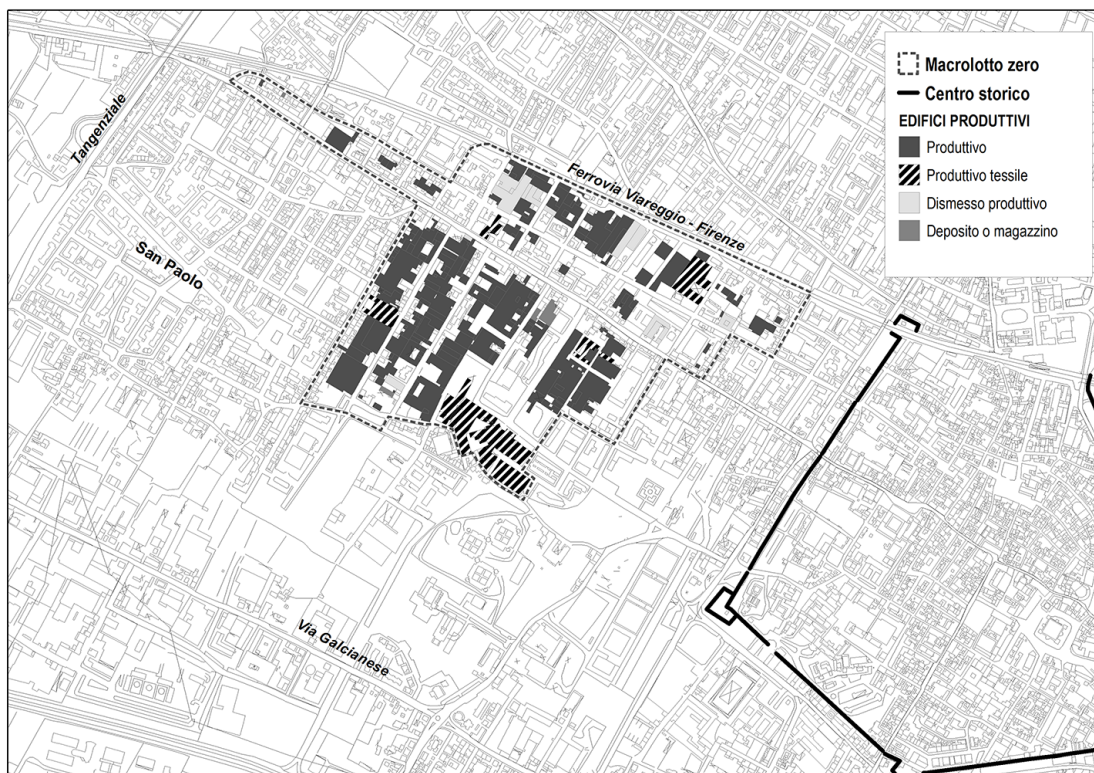 Macrolotto zero
Centro storico
EDIFICI PRODUTTIVI
Produttivo
Produttivo tessile
Dismesso produttivo
Deposito o magazzino
Tangenziale
Ferrovia Viareggio - Firenze
San Paolo
Via Galcianese